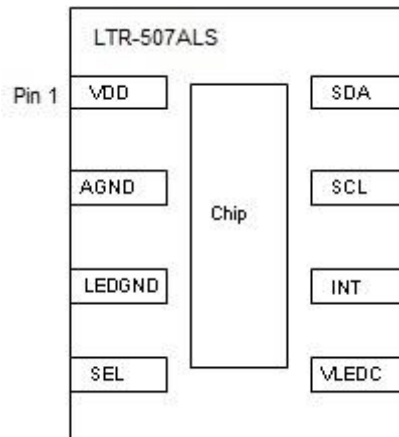 LTR-507ALS
Pin 1 VDD SDA
AGND SCL
Chip
LEDGND INT
SEL VLEDC